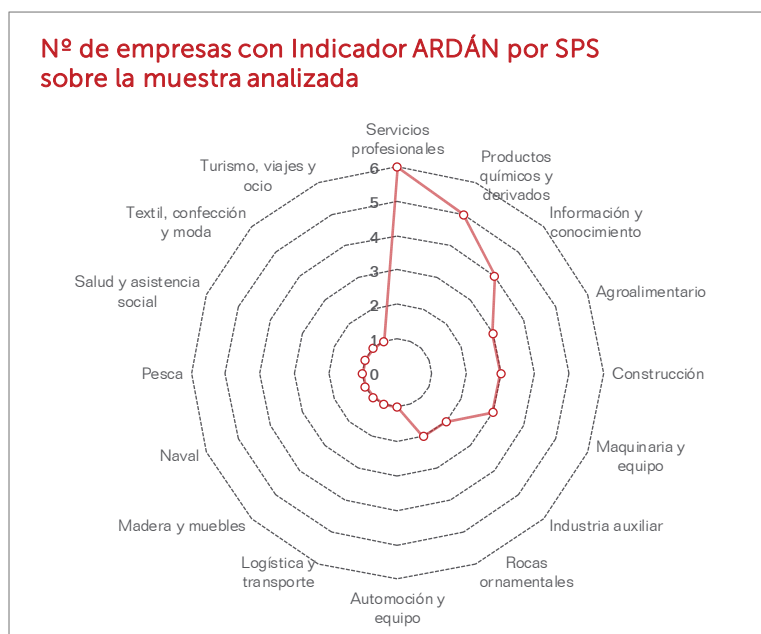 Nº de empresas con Indicador ARDÁN por SPS
sobre la muestra analizada
Servicios
profesionales
Productos
químicos y
derivados
Información y
conocimiento
Agroalimentario
Construcción
Maquinaria y
equipo
Industria auxiliar
Rocas
ornamentales
Automoción y
equipo
Logística y
transporte
Madera y muebles
Naval
Pesca
Salud y asistencia
social
Textil, confección
y moda
Turismo, viajes y
ocio
6
5
4
3
2
1
0